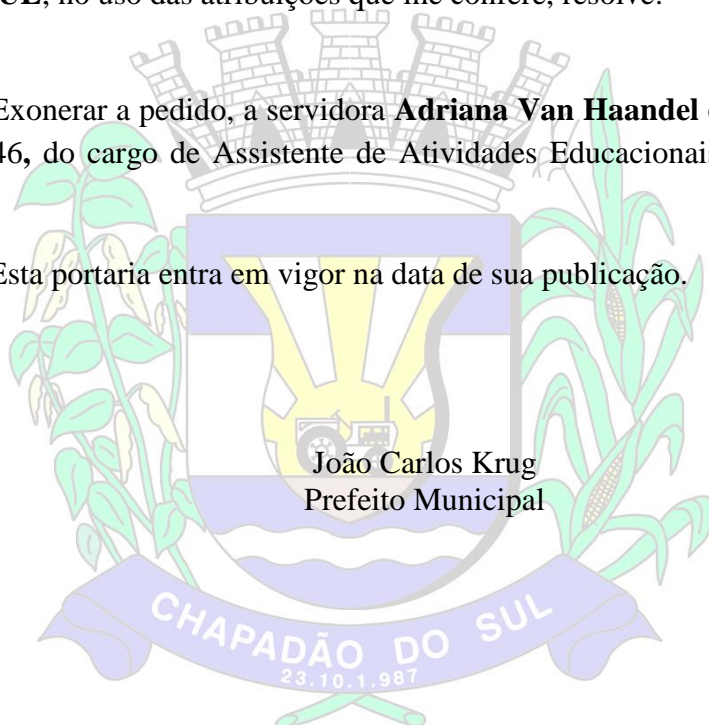 UL, no uso das atribuições que lhe confere, resolve:
Exonerar a pedido, a servidora Adriana Van Haandel
46, do cargo de Assistente de Atividades Educacionais
Esta portaria entra em vigor na data de sua publicação.
João Carlos Krug
Prefeito Municipal
CHAPADÃO DO SUL
23.10.1.987